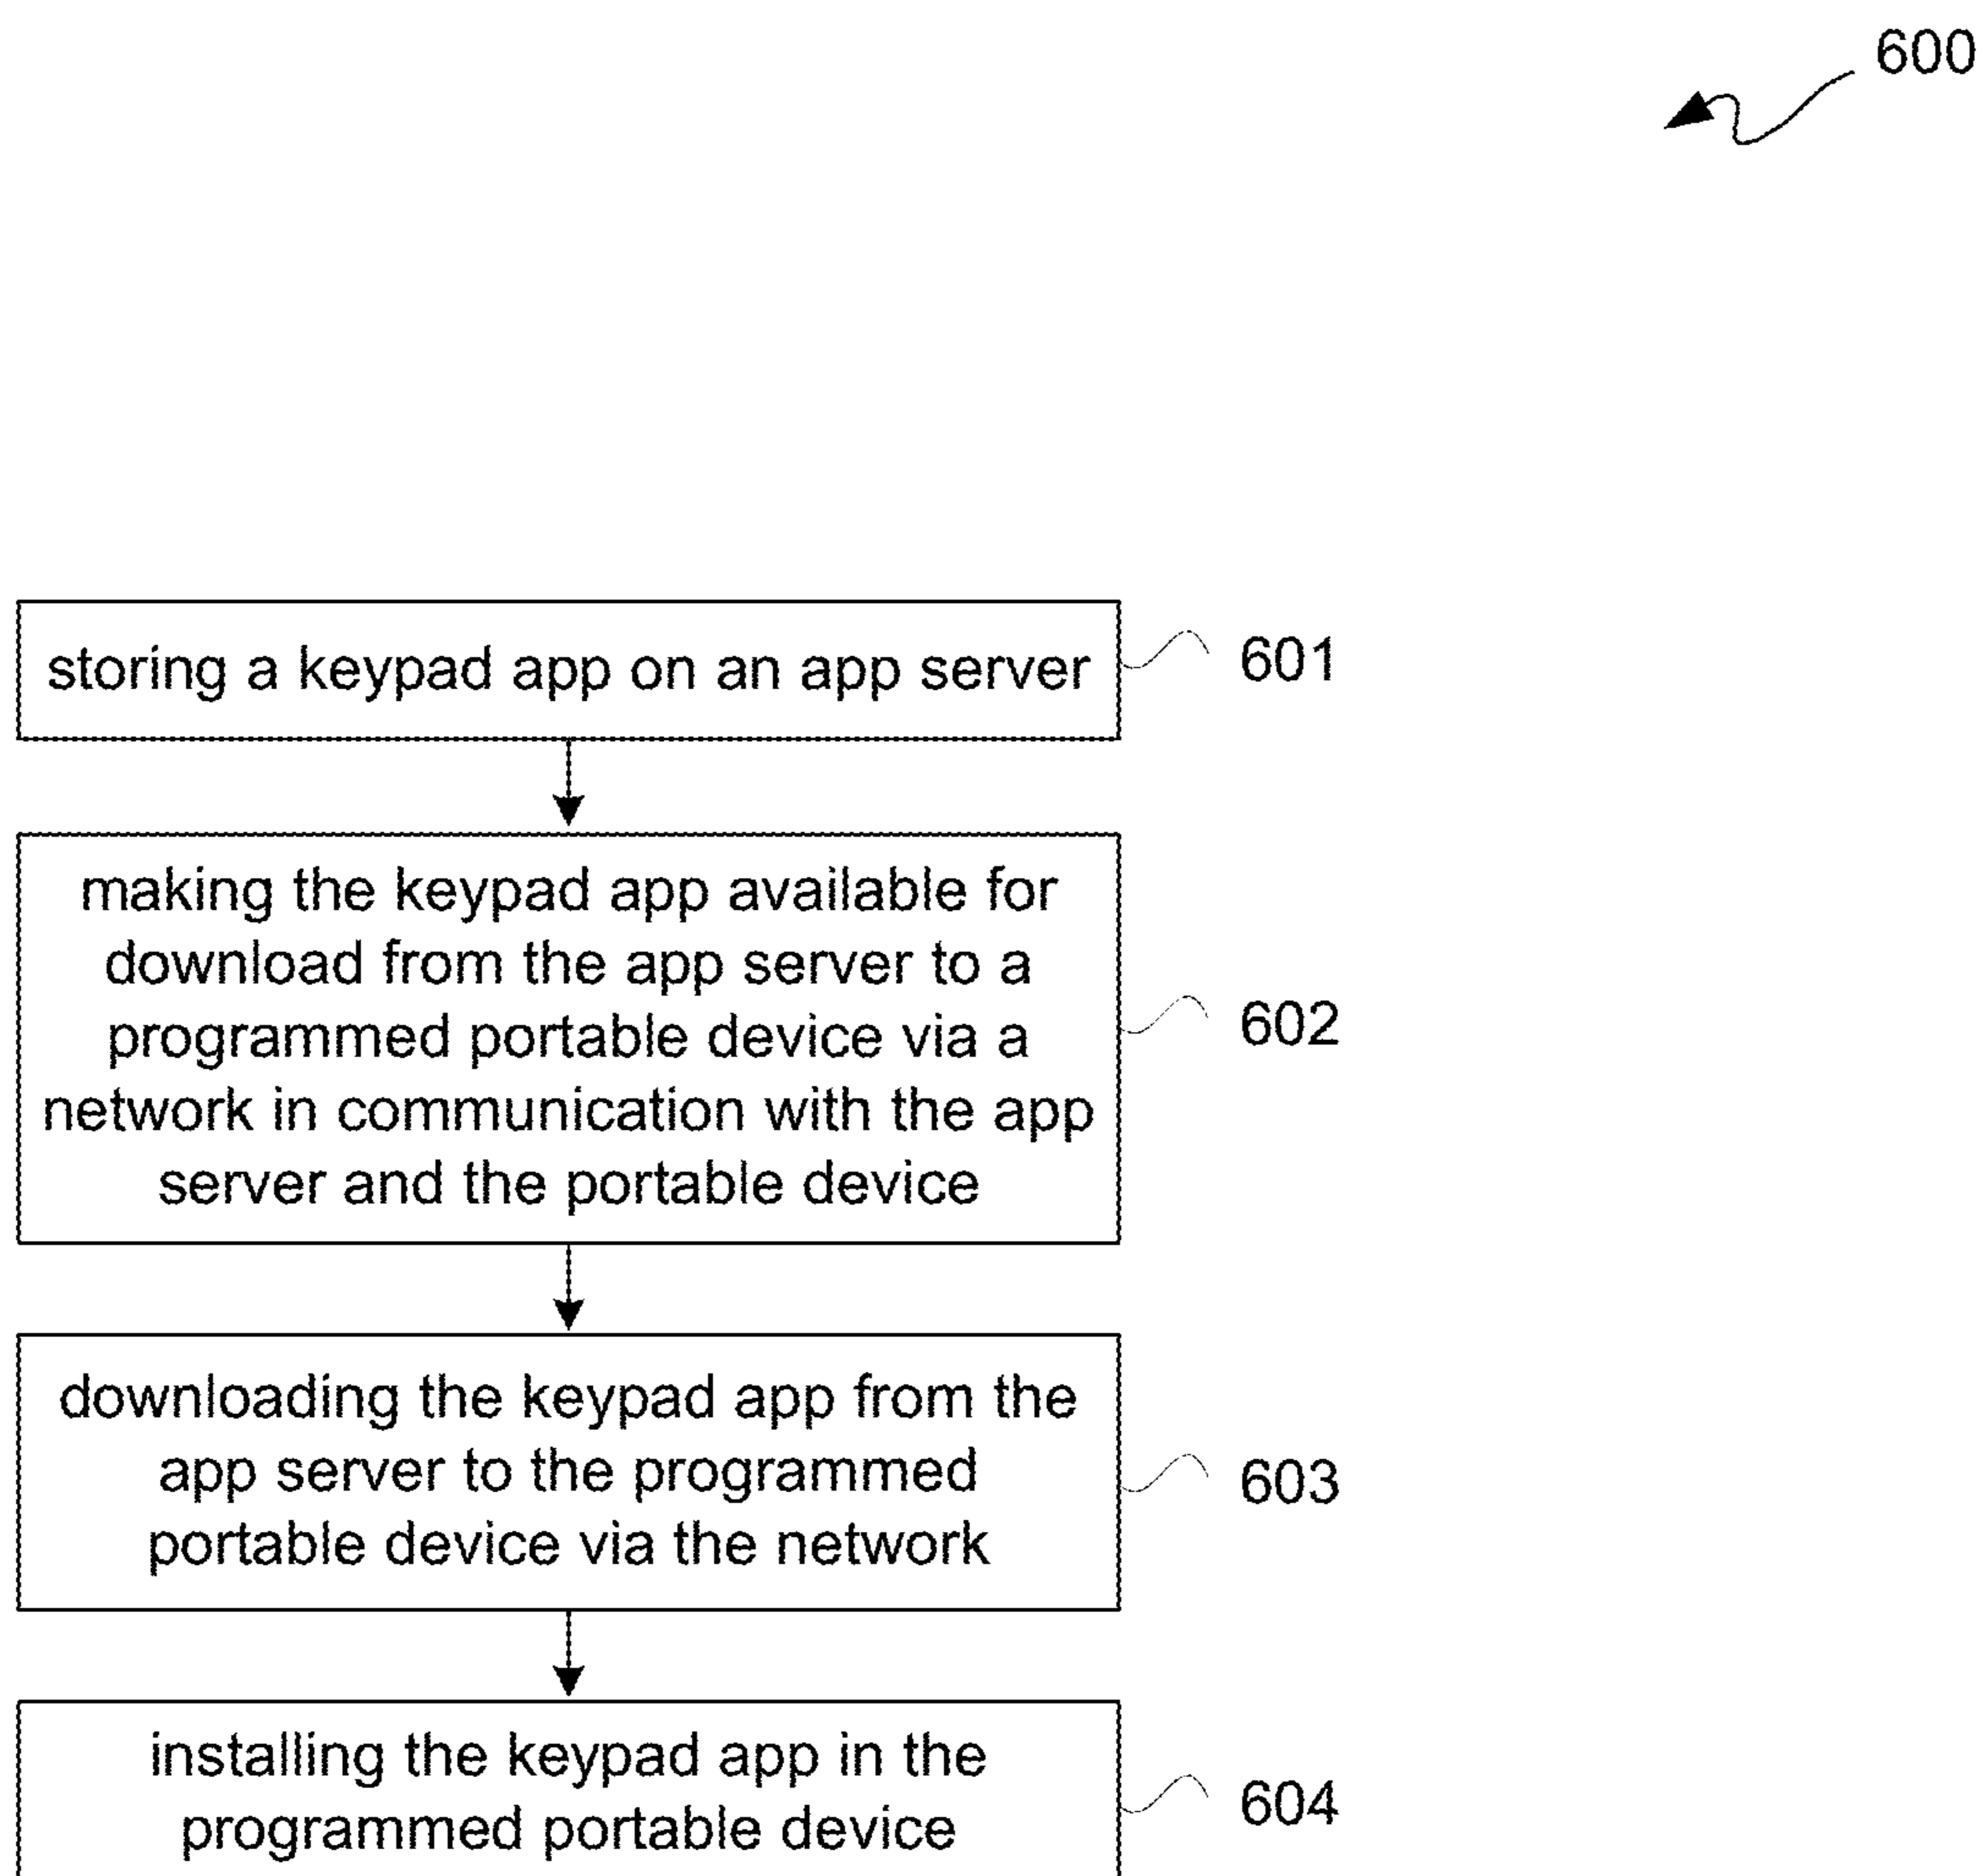 600
storing a keypad app on an app server
601
making the keypad app available for
download from the app server to a
programmed portable device via a
network in communication with the app
server and the portable device
602
downloading the keypad app from the
app server to the programmed
portable device via the network
603
installing the keypad app in the
programmed portable device
604